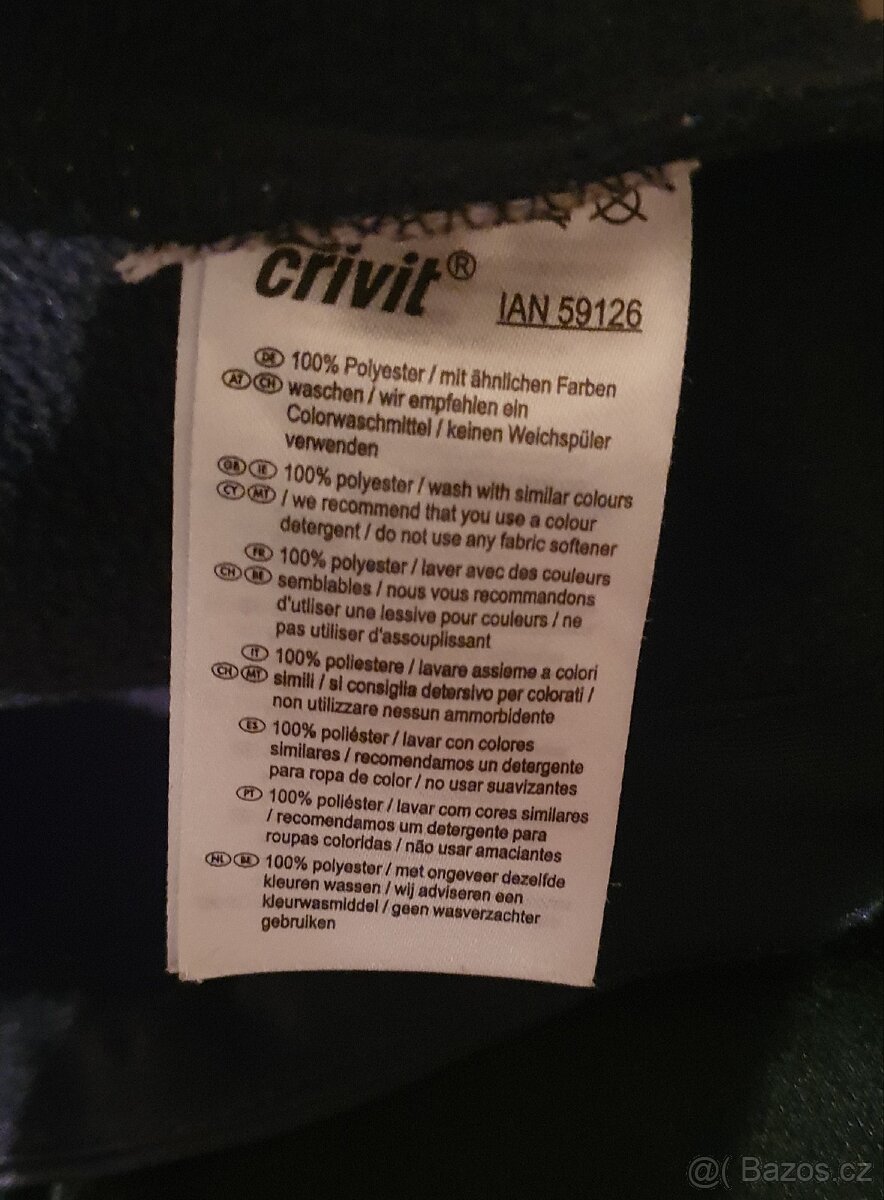 crivit®
IAN 59126
DE 100% Polyester / mit ähnlichen Farben
AT CH waschen / wir empfehlen ein
Colorwaschmittel / keinen Weichspüler
verwenden
GB IE 100% polyester / wash with similar colours
CY MT / we recommend that you use a colour
detergent / do not use any fabric softener
FR 100% polyester / laver avec des couleurs
CH BE semblables / nous vous recommandons
d'utliser une lessive pour couleurs / ne
pas utiliser d'assouplissant
IT 100% poliestere / lavare assieme a colori
CH MT simili / si consiglia detersivo per colorati /
non utilizzare nessun ammorbidente
ES 100% poliéster / lavar con colores
similares / recomendamos un detergente
para ropa de color / no usar suavizantes
PT 100% poliéster / lavar com cores similares
/ recomendamos um detergente para
roupas coloridas / não usar amaciantes
NL BE 100% polyester / met ongeveer dezelfde
kleuren wassen / wij adviseren een
kleurwasmiddel / geen wasverzachter
gebruiken
@( Bazos.cz